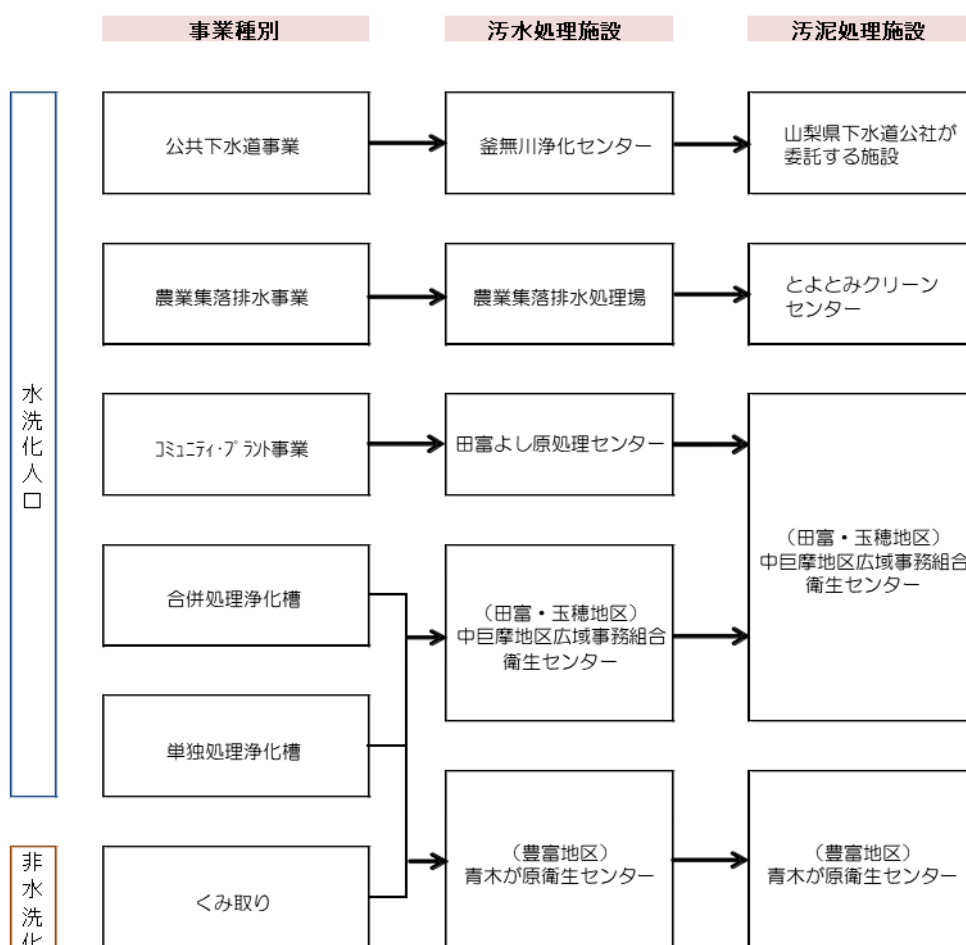 事業種別
汚水処理施設
汚泥処理施設
水洗化人口
公共下水道事業
釜無川浄化センター
山梨県下水道公社が
委託する施設
農業集落排水事業
農業集落排水処理場
とよとみクリーン
センター
コミュニティ・プラント事業
田富よし原処理センター
(田富・玉穂地区)
中巨摩地区広域事務組合
衛生センター
合併処理浄化槽
(田富・玉穂地区)
中巨摩地区広域事務組合
衛生センター
単独処理浄化槽
非水洗化
くみ取り
(豊富地区)
青木が原衛生センター
(豊富地区)
青木が原衛生センター